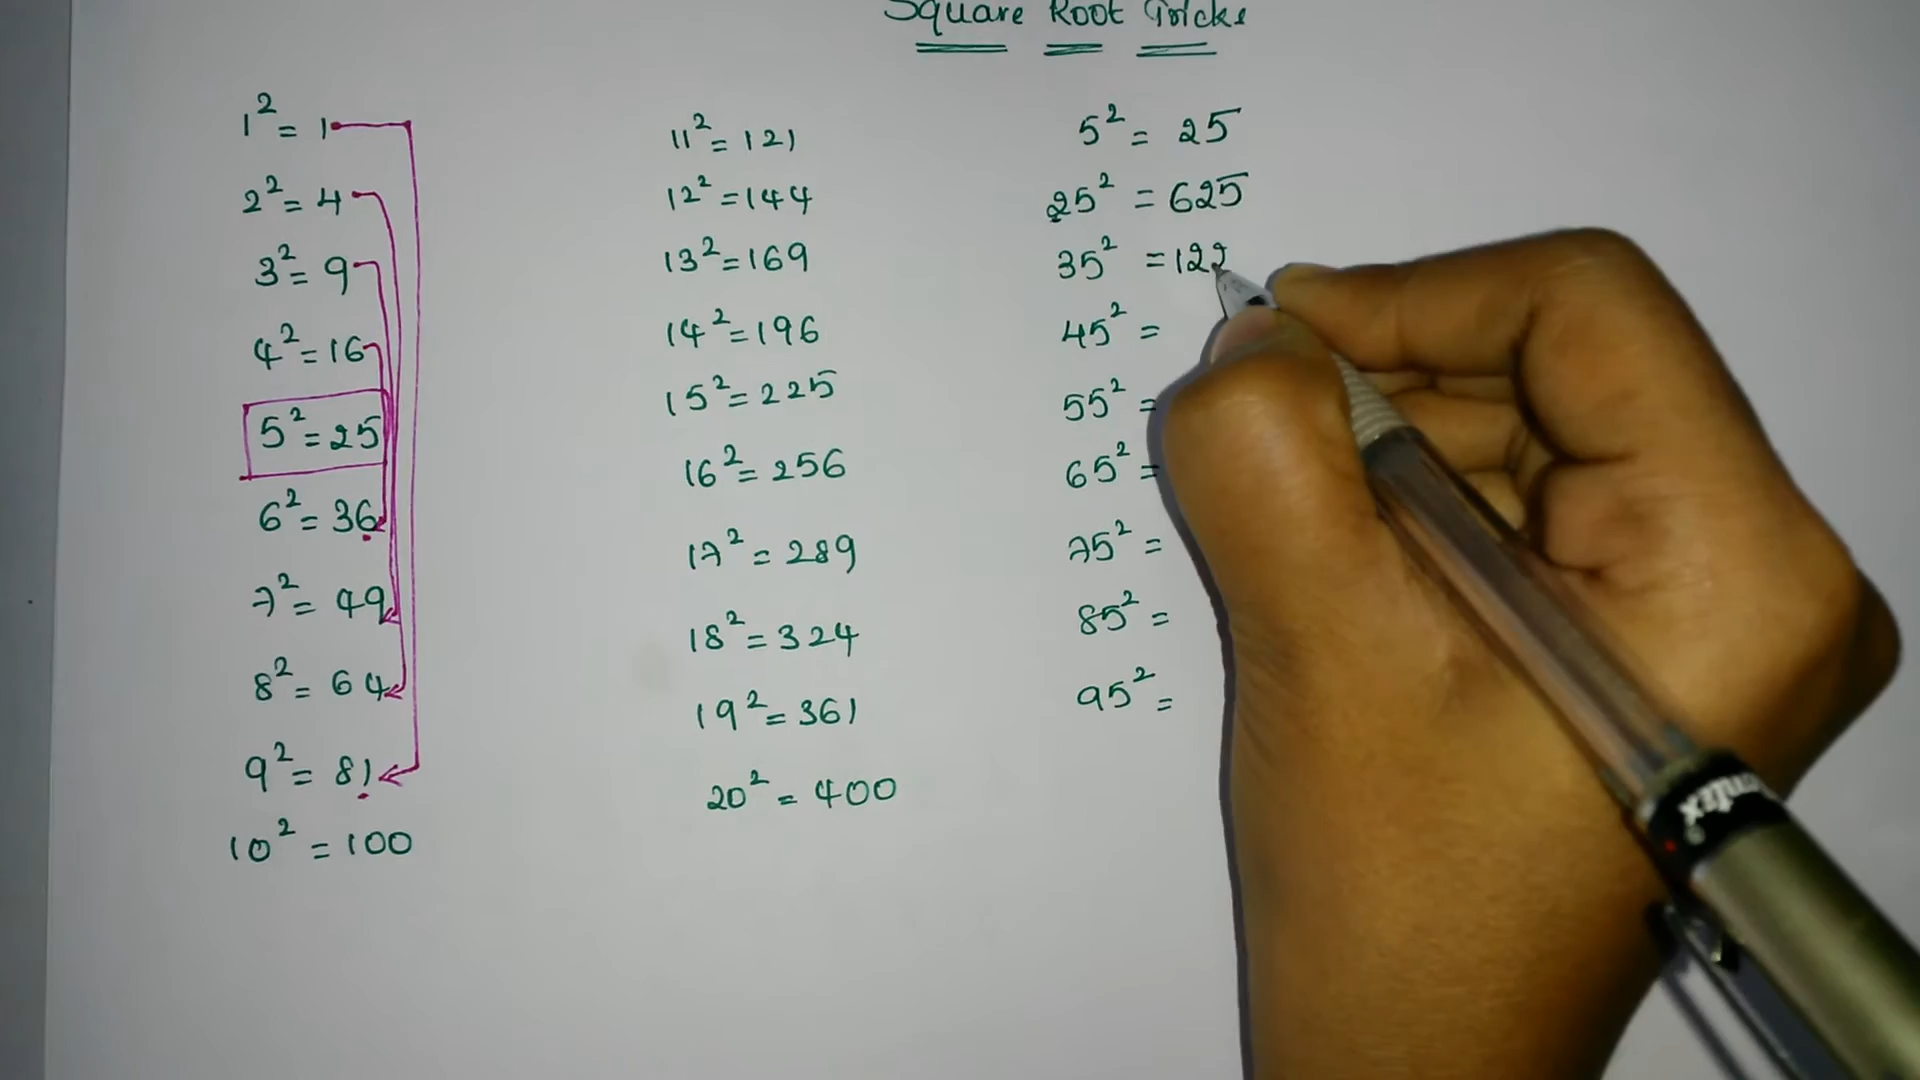 Square Root Tricks
1² = 1
2² = 4
3² = 9
4² = 16
5² = 25
6² = 36
7² = 49
8² = 64
9² = 81
10² = 100
11² = 121
12² = 144
13² = 169
14² = 196
15² = 225
16² = 256
17² = 289
18² = 324
19² = 361
20² = 400
5² = 25
25² = 625
35² = 122
45² =
55² =
65² =
75² =
85² =
95² =